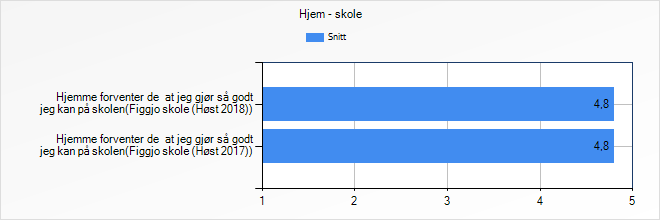 Hjem - skole
Snitt
Hjemme forventer de  at jeg gjør så godt
jeg kan på skolen(Figgjo skole (Høst 2018))
4,8
Hjemme forventer de  at jeg gjør så godt
jeg kan på skolen(Figgjo skole (Høst 2017))
4,8
1 2 3 4 5